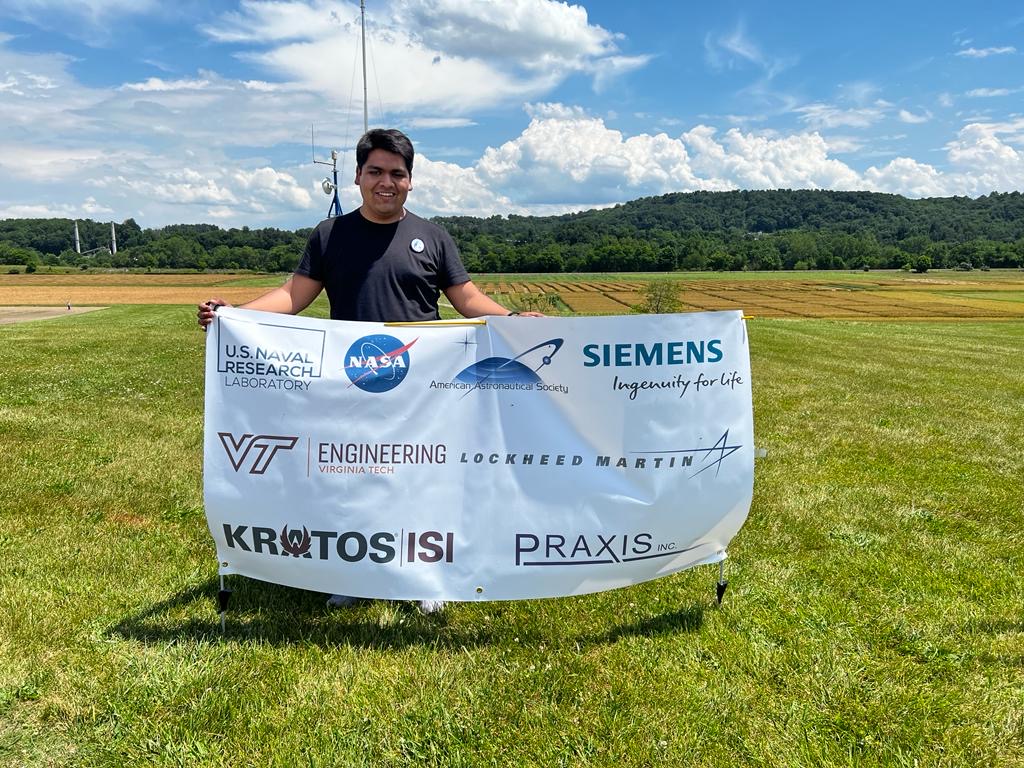 U.S. NAVAL
RESEARCH
LABORATORY
NASA
American Astronautical Society
SIEMENS
Ingenuity for life
VT
ENGINEERING
VIRGINIA TECH
LOCKHEED MARTIN
KRATOS ISI
PRAXIS INC.